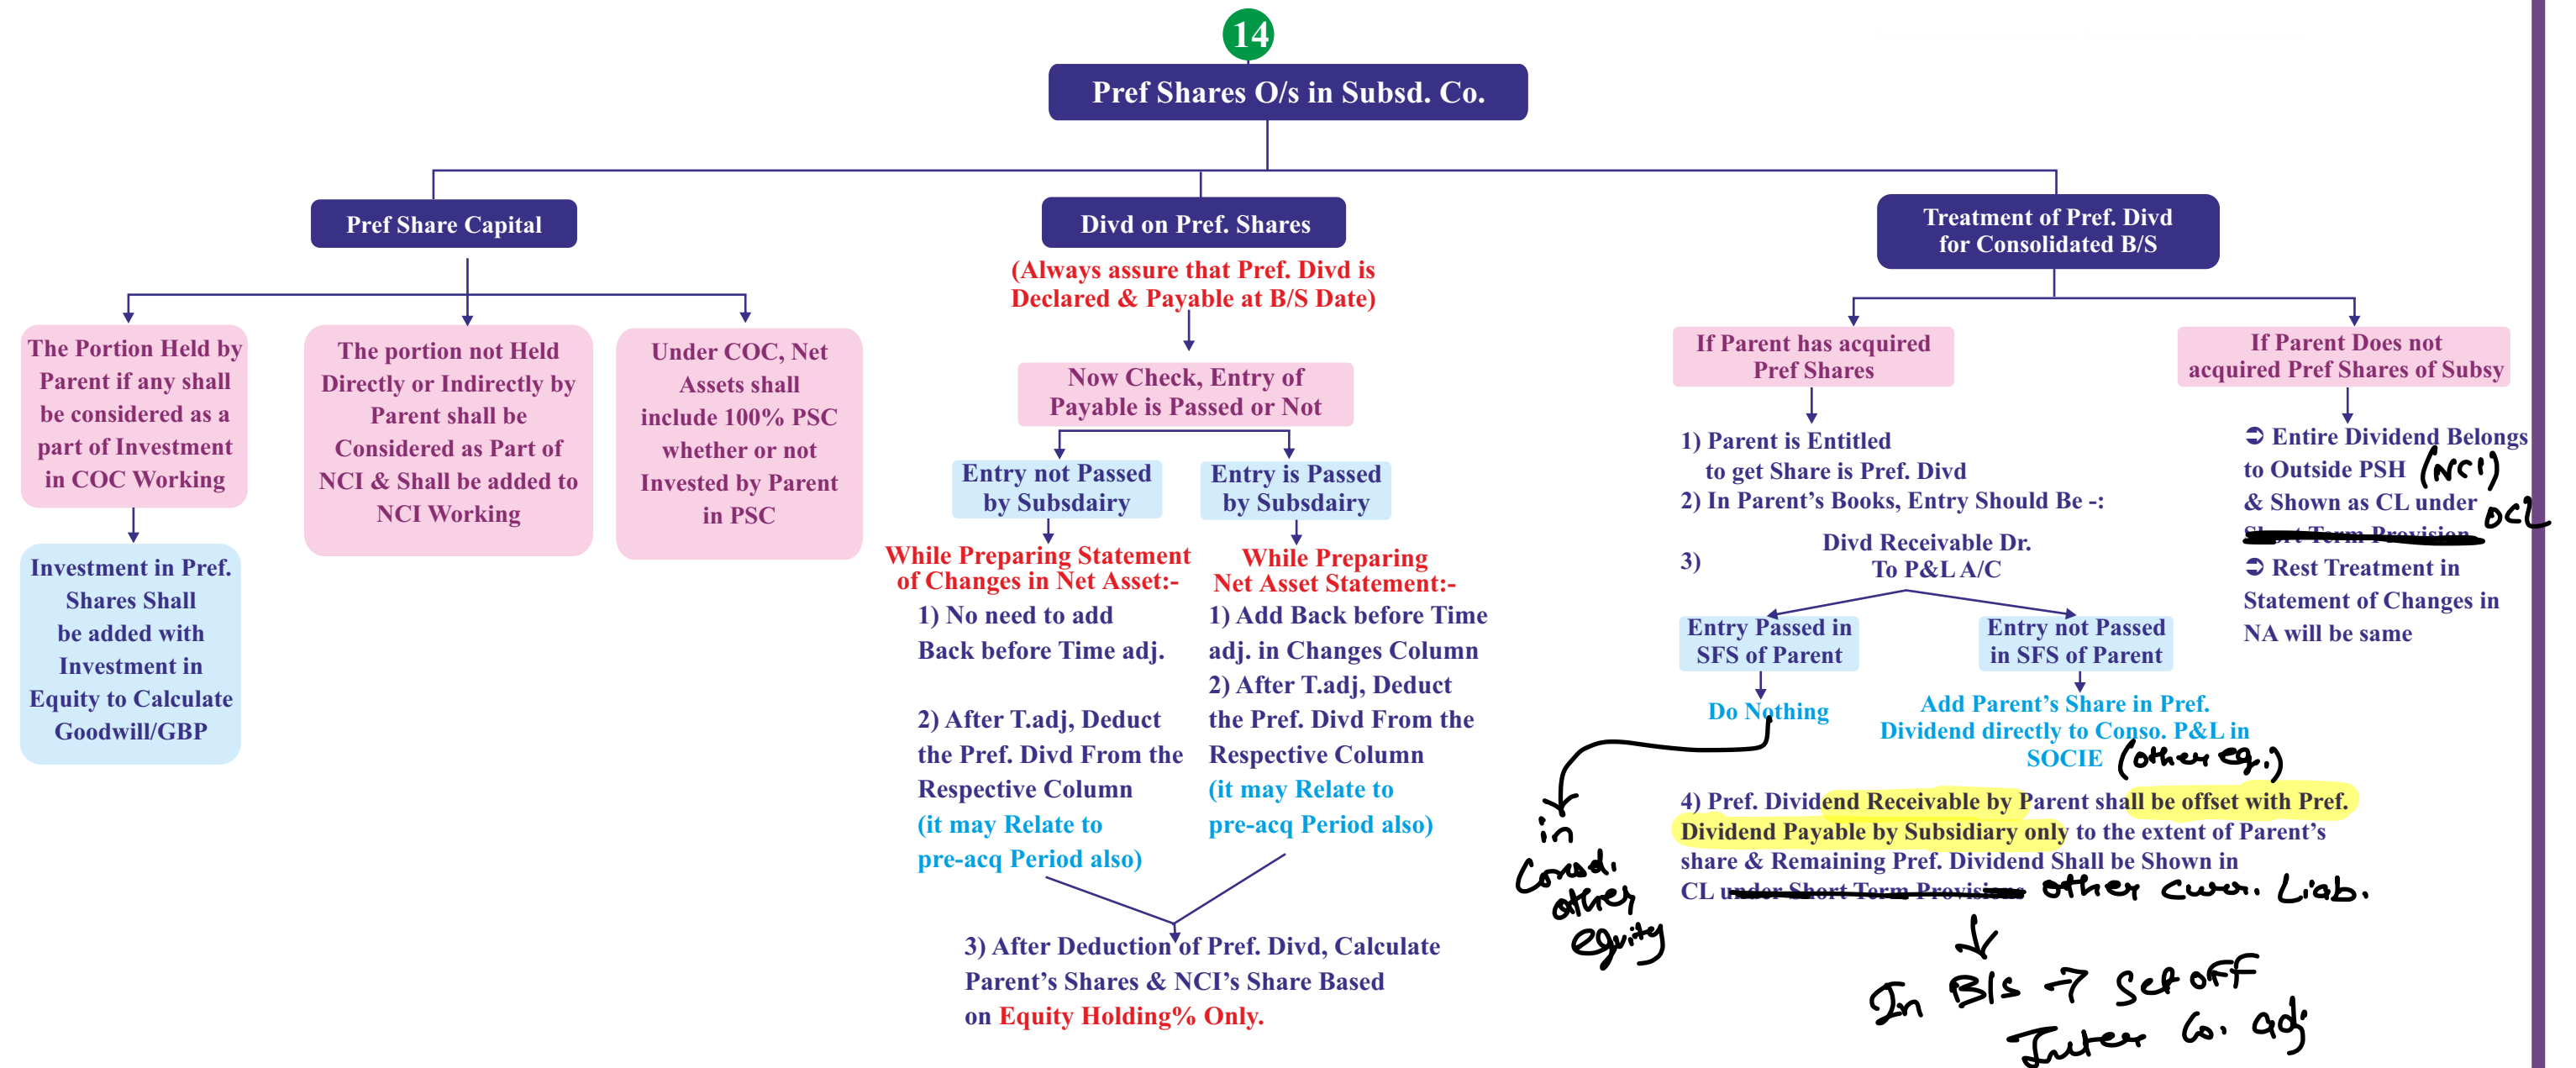 14
Pref Shares O/s in Subsd. Co.
Pref Share Capital
The Portion Held by
Parent if any shall
be considered as a
part of Investment
in COC Working
Investment in Pref.
Shares Shall
be added with
Investment in
Equity to Calculate
Goodwill/GBP
The portion not Held
Directly or Indirectly by
Parent shall be
Considered as Part of
NCI & Shall be added to
NCI Working
Under COC, Net
Assets shall
include 100% PSC
whether or not
Invested by Parent
in PSC
Divd on Pref. Shares
(Always assure that Pref. Divd is
Declared & Payable at B/S Date)
Now Check, Entry of
Payable is Passed or Not
Entry not Passed
by Subsdairy
While Preparing Statement
of Changes in Net Asset:-
1) No need to add
Back before Time adj.
2) After T.adj, Deduct
the Pref. Divd From the
Respective Column
(it may Relate to
pre-acq Period also)
Entry is Passed
by Subsdairy
While Preparing
Net Asset Statement:-
1) Add Back before Time
adj. in Changes Column
2) After T.adj, Deduct
the Pref. Divd From the
Respective Column
(it may Relate to
pre-acq Period also)
3) After Deduction of Pref. Divd, Calculate
Parent's Shares & NCI's Share Based
on Equity Holding% Only.
Treatment of Pref. Divd
for Consolidated B/S
If Parent has acquired
Pref Shares
1) Parent is Entitled
to get Share is Pref. Divd
2) In Parent's Books, Entry Should Be -:
3) Divd Receivable Dr.
To P&L A/C
Entry Passed in
SFS of Parent
Do Nothing
in
Consd.
other
equity
Entry not Passed
in SFS of Parent
Add Parent's Share in Pref.
Dividend directly to Conso. P&L in
SOCIE (other eq.)
4) Pref. Dividend Receivable by Parent shall be offset with Pref.
Dividend Payable by Subsidiary only to the extent of Parent's
share & Remaining Pref. Dividend Shall be Shown in
CL under Short Term Provisions other curr. Liab.
In B/s → Set off
Inter Co. adj
If Parent Does not
acquired Pref Shares of Subsy
➲ Entire Dividend Belongs
to Outside PSH (NCI)
& Shown as CL under OCL
Short Term Provision
➲ Rest Treatment in
Statement of Changes in
NA will be same